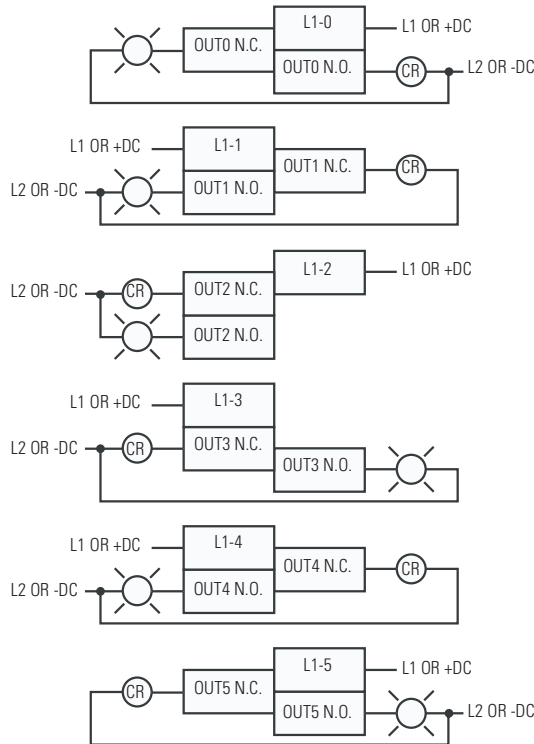 L1-0 L1 OR +DC
OUT0 N.C.
OUT0 N.O. CR L2 OR -DC
L1 OR +DC L1-1
OUT1 N.C. CR
L2 OR -DC OUT1 N.O.
L1-2 L1 OR +DC
L2 OR -DC CR OUT2 N.C.
OUT2 N.O.
L1 OR +DC L1-3
L2 OR -DC CR OUT3 N.C.
OUT3 N.O.
L1 OR +DC L1-4
OUT4 N.C. CR
L2 OR -DC OUT4 N.O.
L1-5 L1 OR +DC
CR OUT5 N.C.
OUT5 N.O. L2 OR -DC